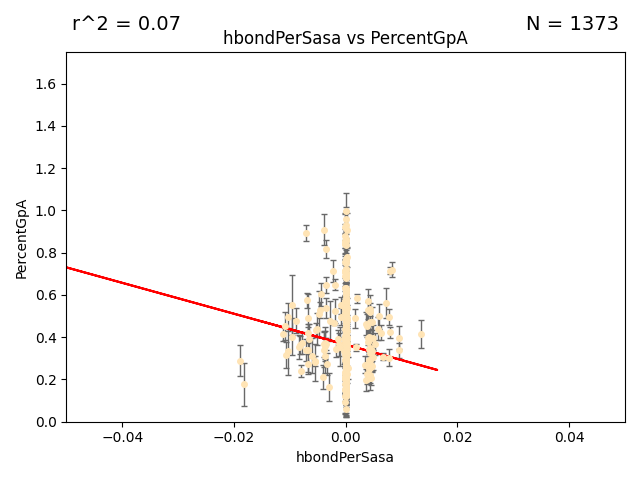 r^2 = 0.07
N = 1373
hbondPerSasa vs PercentGpA
1.6
1.4
1.2
1.0
0.8
0.6
0.4
0.2
0.0
PercentGpA
−0.04
−0.02
0.00
0.02
0.04
hbondPerSasa